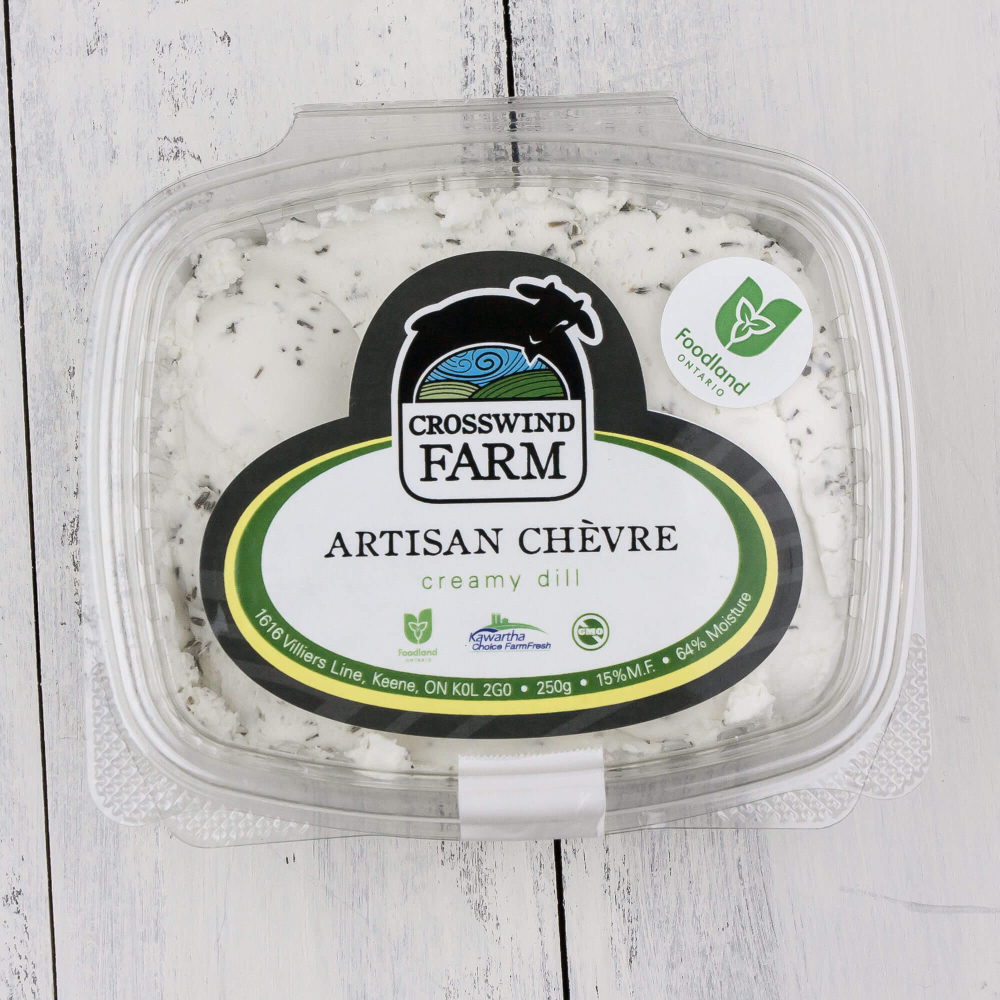 Foodland
ONTARIO
CROSSWIND
FARM
ARTISAN CHÈVRE
creamy dill
Foodland
ONTARIO
Kawartha
Choice FarmFresh
GMO
1616 Villiers Line, Keene, ON K0L 2G0 • 250g • 15%M.F. • 64% Moisture